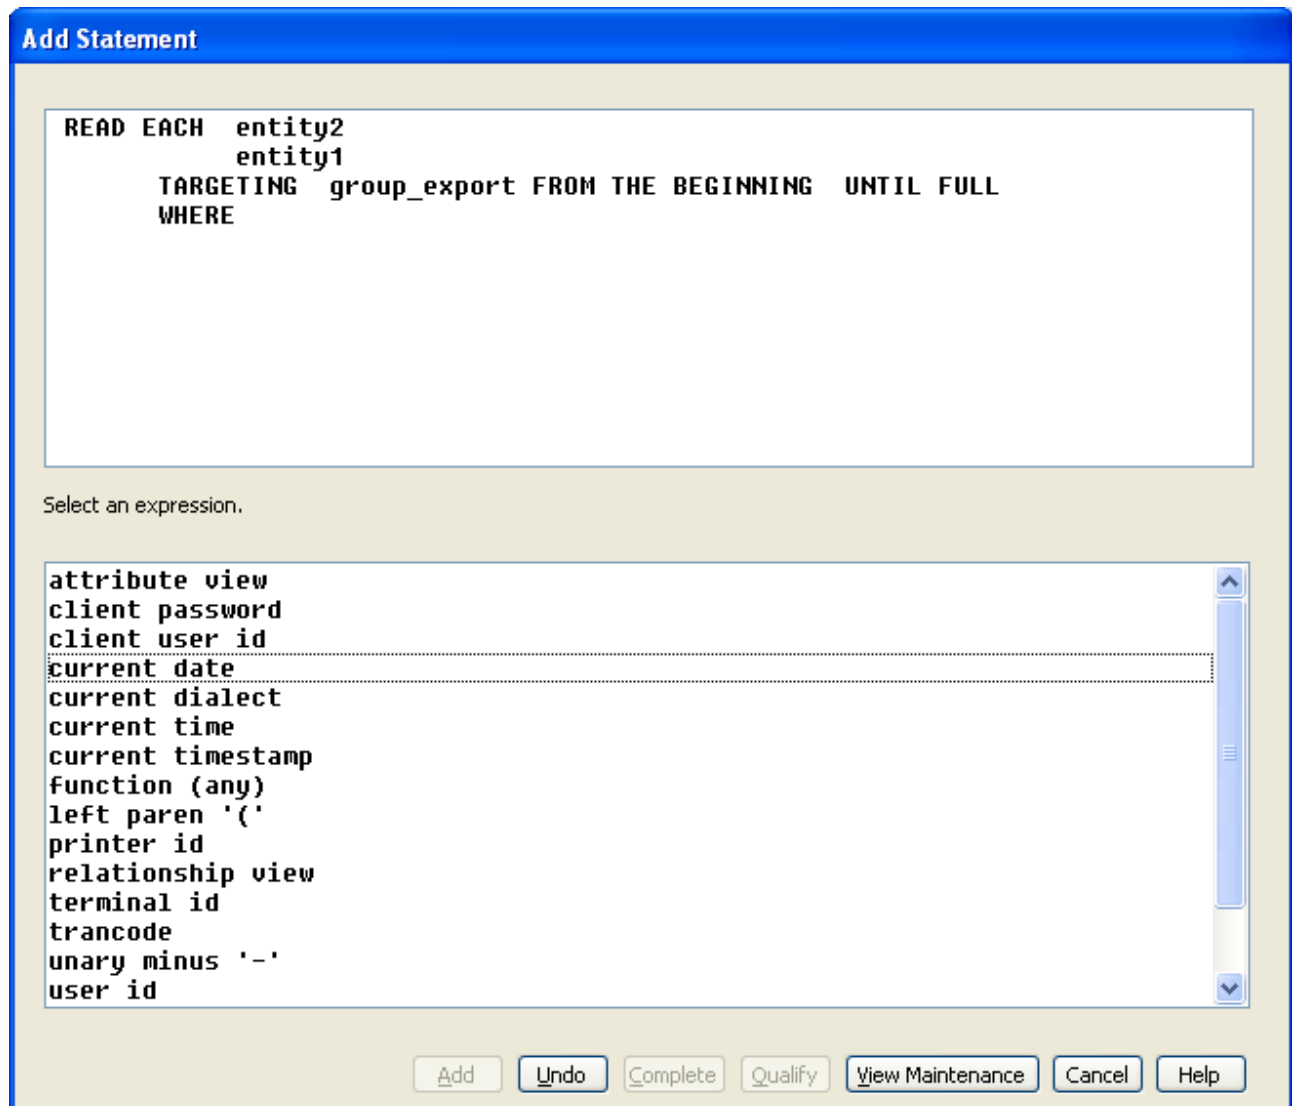 Add Statement
READ EACH entity2
entity1
TARGETING group_export FROM THE BEGINNING UNTIL FULL
WHERE
Select an expression.
attribute view
client password
client user id
current date
current dialect
current time
current timestamp
function (any)
left paren '('
printer id
relationship view
terminal id
trancode
unary minus '-'
user id
Add Undo Complete Qualify View Maintenance Cancel Help